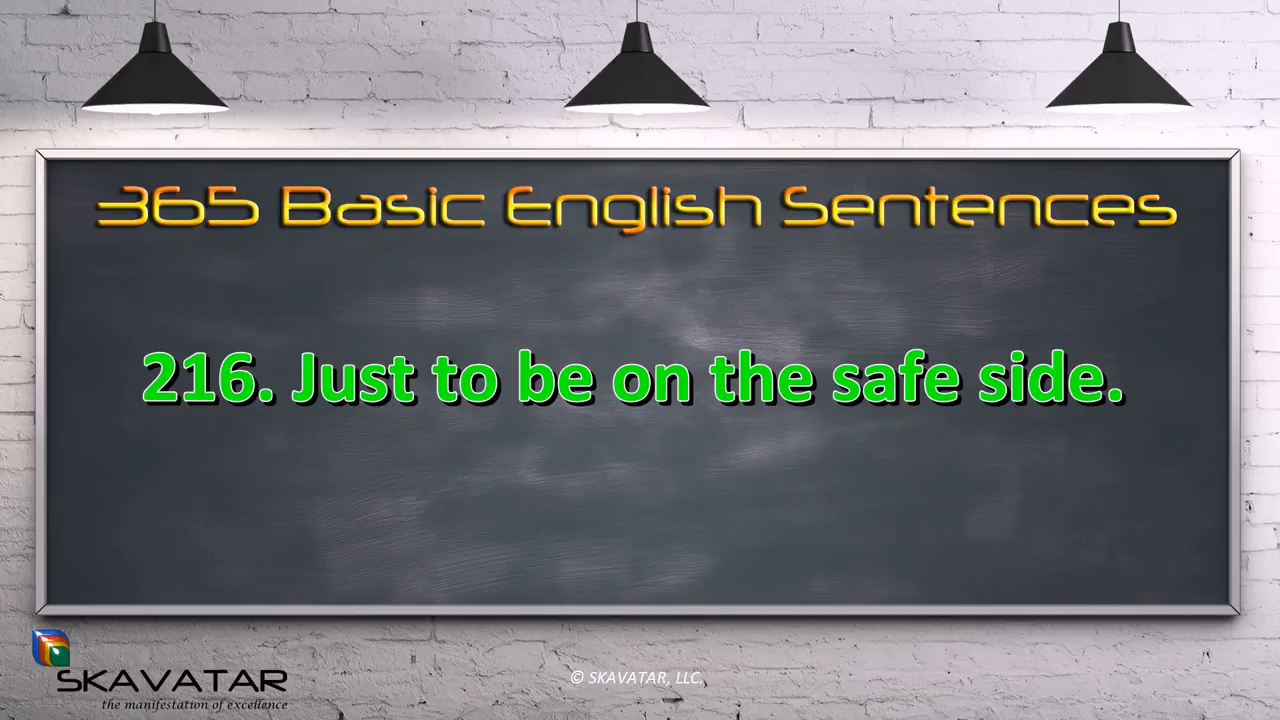 365 Basic English Sentences
216. Just to be on the safe side.
SKAVATAR
the manifestation of excellence
© SKAVATAR, LLC.